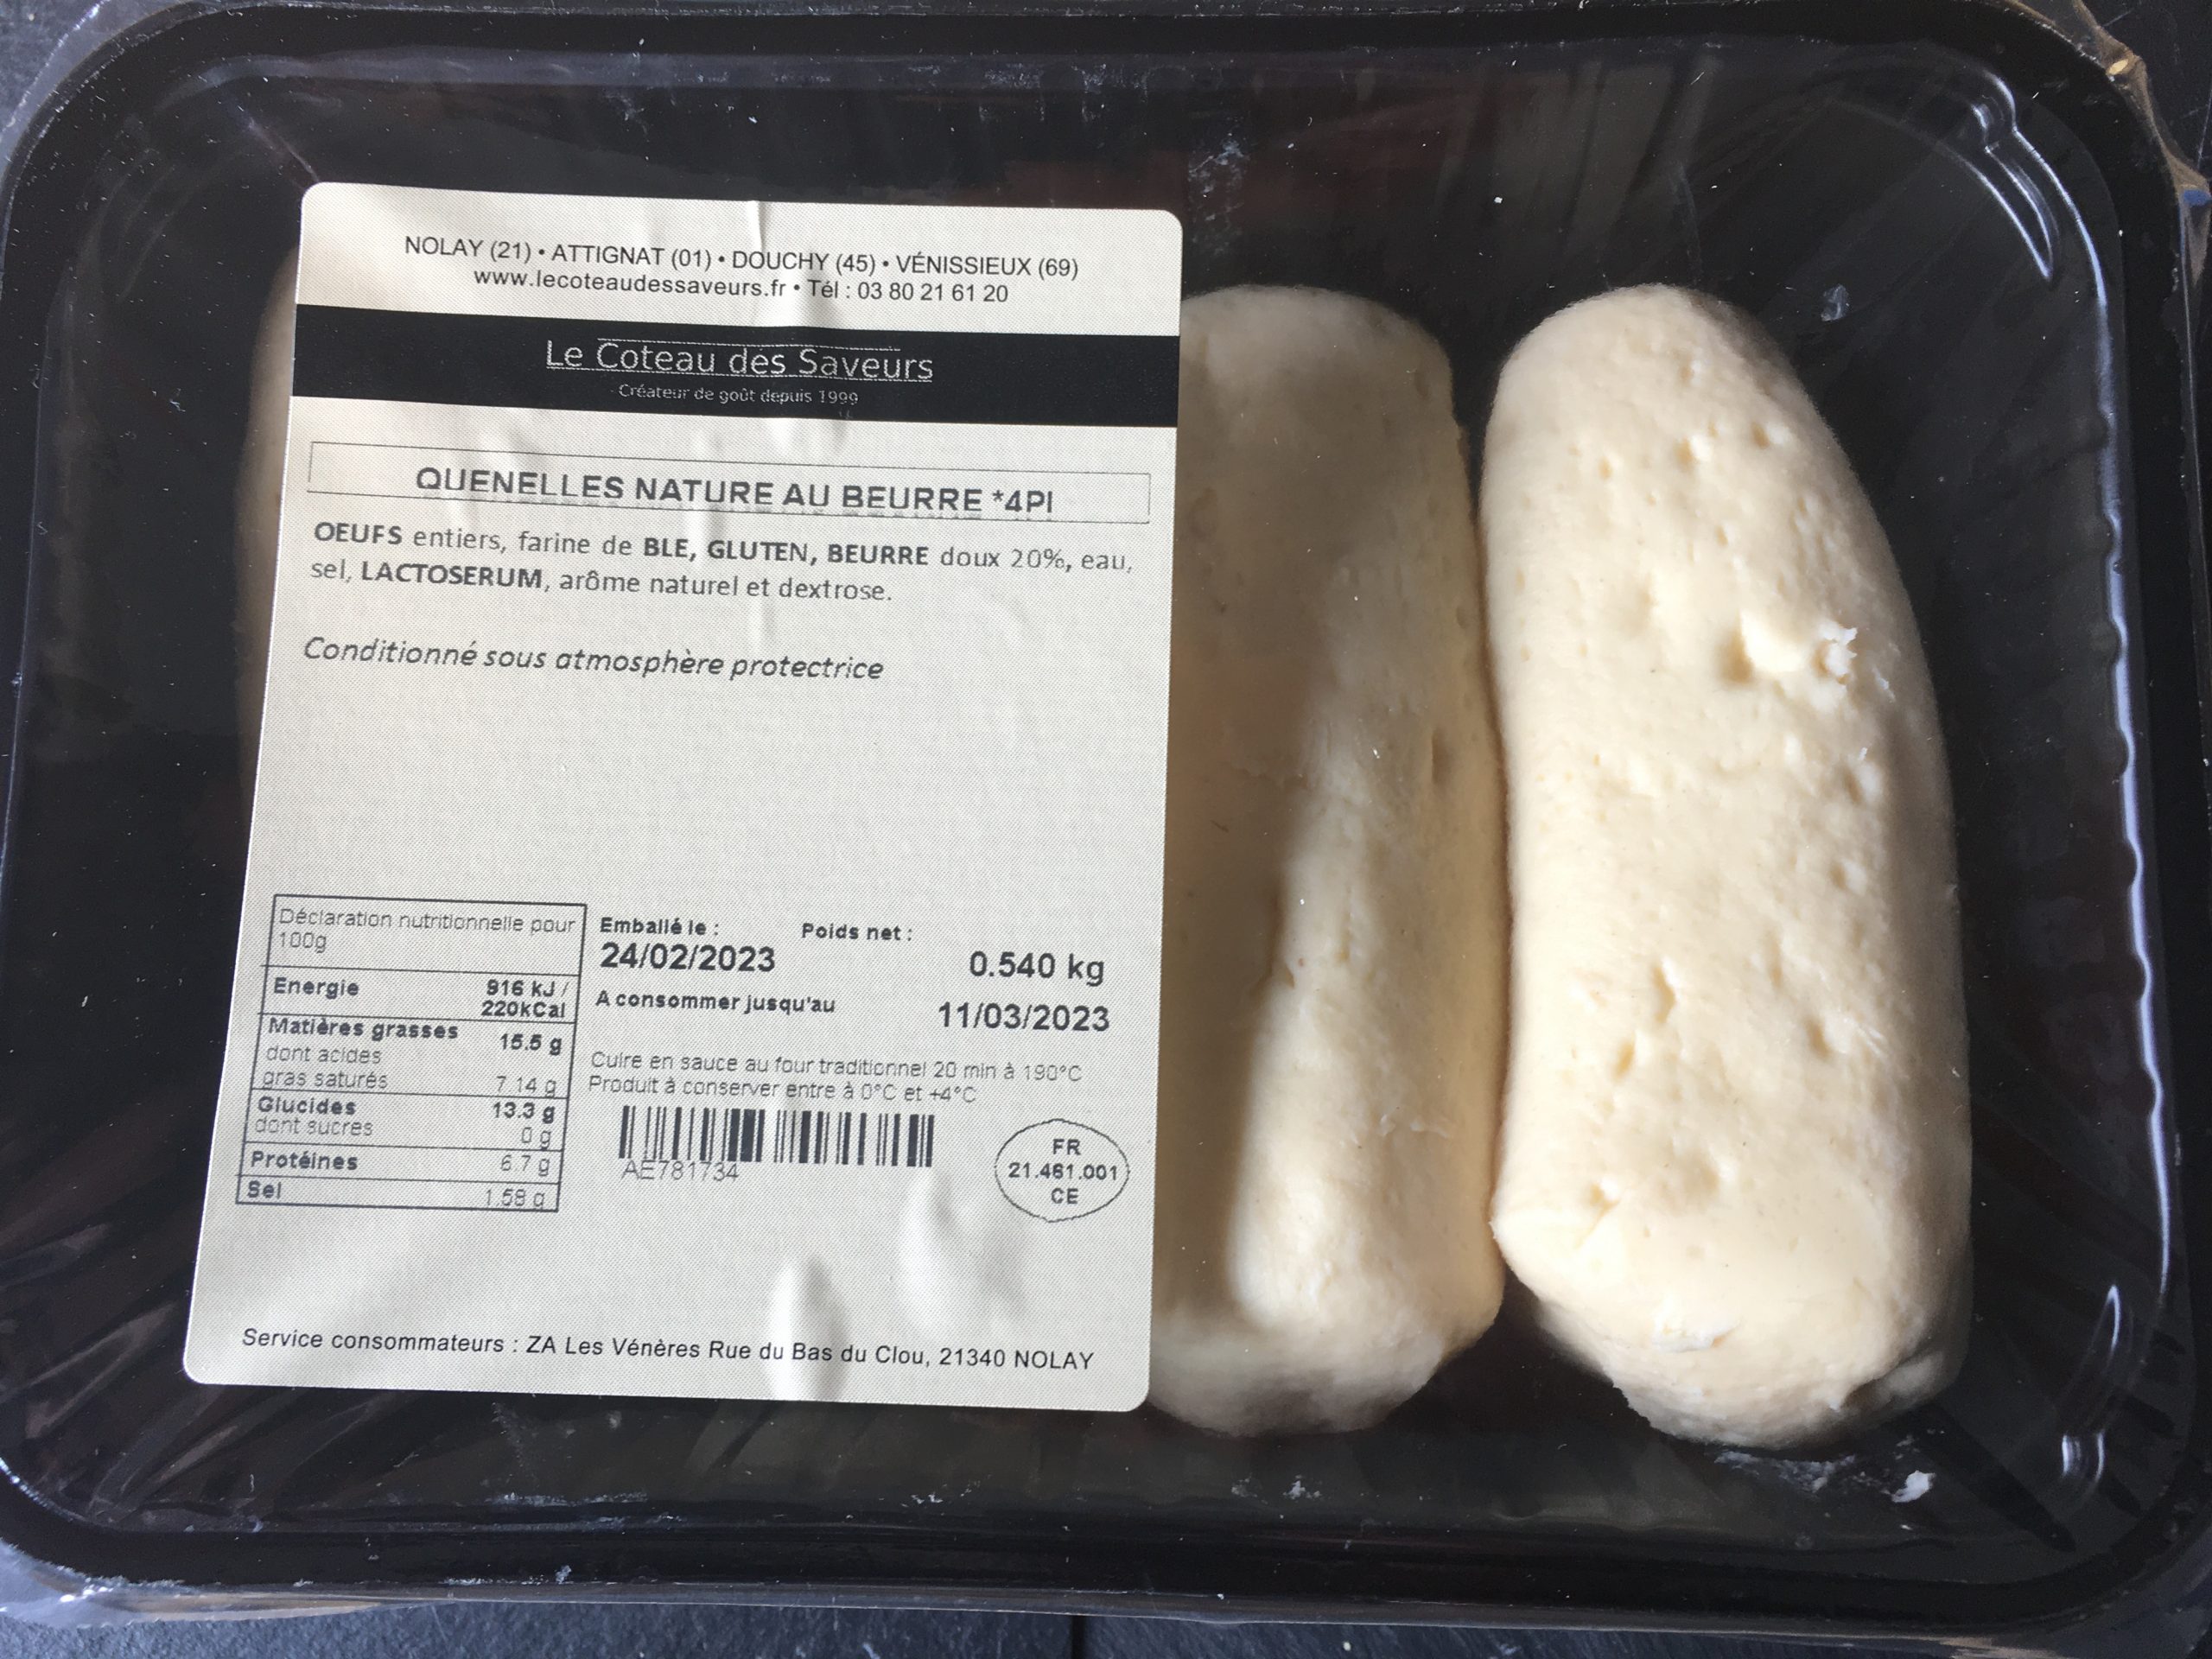 NOLAY (21) • ATTIGNAT (01) • DOUCHY (45) • VÉNISSIEUX (69)
www.lecoteaudessaveurs.fr • Tél : 03 80 21 61 20
Le Coteau des Saveurs
Créateur de goût depuis 1999
QUENELLES NATURE AU BEURRE *4PI
OEUFS entiers, farine de BLE, GLUTEN, BEURRE doux 20%, eau,
sel, LACTOSERUM, arôme naturel et dextrose.
Conditionné sous atmosphère protectrice
Déclaration nutritionnelle pour
100g
Energie 916 kJ /
220kCal
Matières grasses 15.5 g
dont acides
gras saturés 7.14 g
Glucides 13.3 g
dont sucres 0 g
Protéines 6.7 g
Sel 1.58 g
Emballé le : Poids net :
24/02/2023 0.540 kg
A consommer jusqu'au 11/03/2023
Cuire en sauce au four traditionnel 20 min à 190°C
Produit à conserver entre à 0°C et +4°C
AE781734
FR
21.461.001
CE
Service consommateurs : ZA Les Vénères Rue du Bas du Clou, 21340 NOLAY